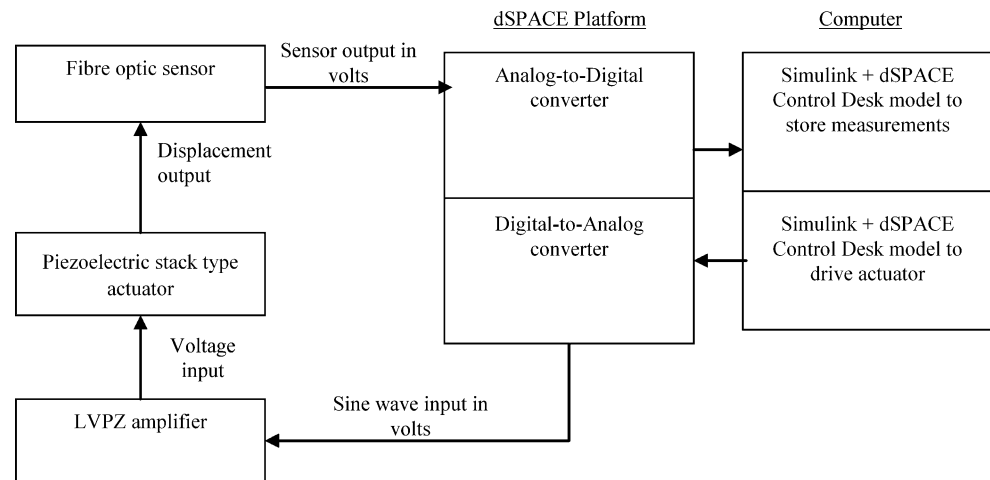 dSPACE Platform
Computer
Fibre optic sensor
Sensor output in
volts
Analog-to-Digital
converter
Simulink + dSPACE
Control Desk model to
store measurements
Displacement
output
Digital-to-Analog
converter
Simulink + dSPACE
Control Desk model to
drive actuator
Piezoelectric stack type
actuator
Voltage
input
LVPZ amplifier
Sine wave input in
volts